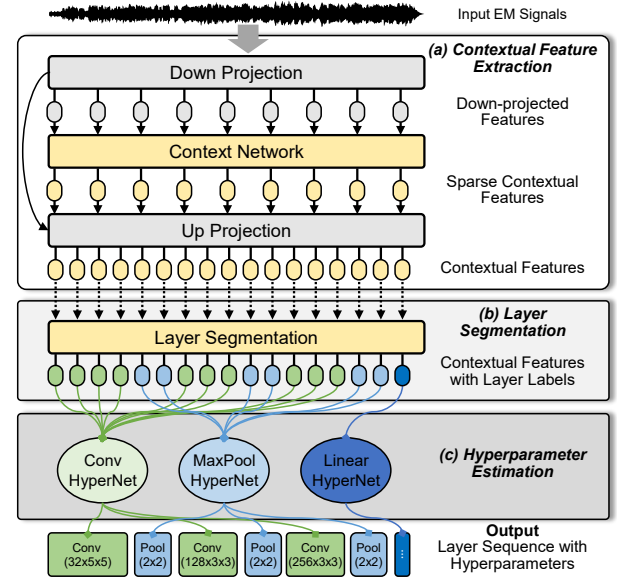 Input EM Signals
(a) Contextual Feature
Extraction
Down Projection
Down-projected
Features
Context Network
Sparse Contextual
Features
Up Projection
Contextual Features
(b) Layer
Segmentation
Layer Segmentation
Contextual Features
with Layer Labels
Conv
HyperNet
MaxPool
HyperNet
Linear
HyperNet
(c) Hyperparameter
Estimation
Output
Layer Sequence with
Hyperparameters
Conv
(32x5x5)
Pool
(2x2)
Conv
(128x3x3)
Pool
(2x2)
Conv
(256x3x3)
Pool
(2x2)
...